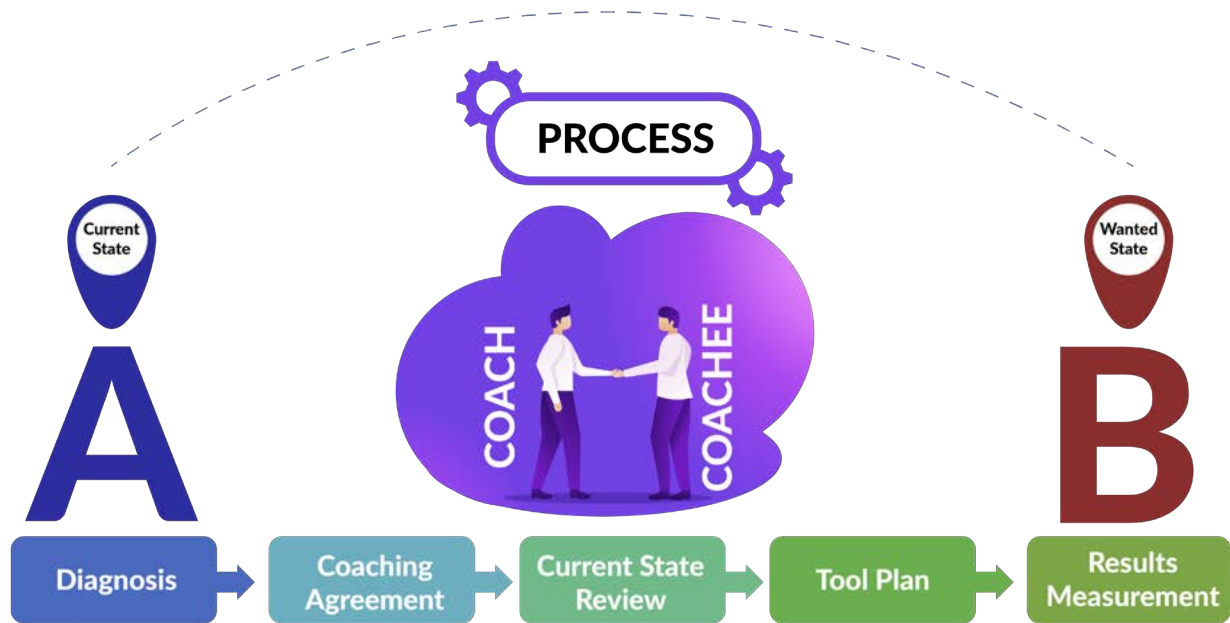 PROCESS
Current
State
Wanted
State
COACH
COACHEE
A
B
Diagnosis
Coaching
Agreement
Current State
Review
Tool Plan
Results
Measurement